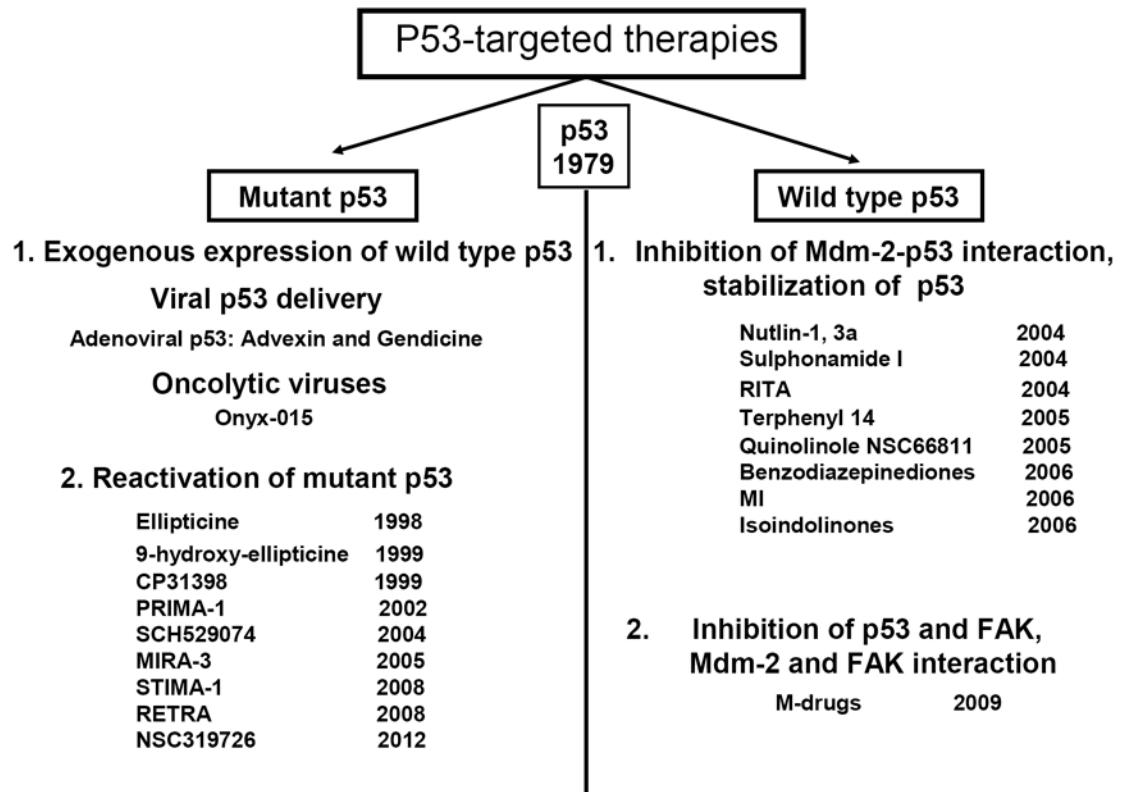 P53-targeted therapies
p53
1979
Mutant p53
1. Exogenous expression of wild type p53
Viral p53 delivery
Adenoviral p53: Advexin and Gendicine
Oncolytic viruses
Onyx-015
2. Reactivation of mutant p53
Ellipticine 1998
9-hydroxy-ellipticine 1999
CP31398 1999
PRIMA-1 2002
SCH529074 2004
MIRA-3 2005
STIMA-1 2008
RETRA 2008
NSC319726 2012
Wild type p53
1. Inhibition of Mdm-2-p53 interaction,
stabilization of p53
Nutlin-1, 3a 2004
Sulphonamide I 2004
RITA 2004
Terphenyl 14 2005
Quinolinole NSC66811 2005
Benzodiazepinediones 2006
MI 2006
Isoindolinones 2006
2. Inhibition of p53 and FAK,
Mdm-2 and FAK interaction
M-drugs 2009